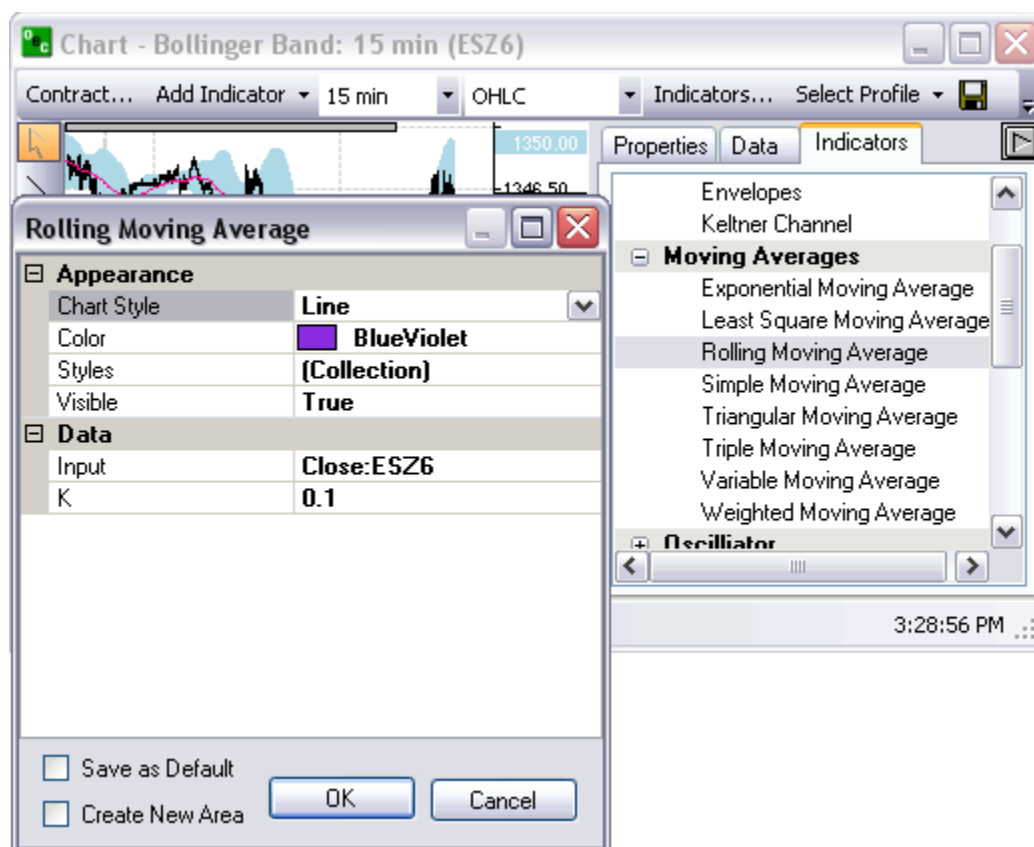 Oec Chart - Bollinger Band: 15 min (ESZ6)
Contract... Add Indicator 15 min OHLC Indicators... Select Profile
1350.00
1346.50
Properties Data Indicators
Envelopes
Keltner Channel
Moving Averages
Exponential Moving Average
Least Square Moving Average
Rolling Moving Average
Simple Moving Average
Triangular Moving Average
Triple Moving Average
Variable Moving Average
Weighted Moving Average
Oscilliator
3:28:56 PM
Rolling Moving Average
Appearance
Chart Style Line
Color BlueViolet
Styles (Collection)
Visible True
Data
Input Close:ESZ6
K 0.1
Save as Default
Create New Area
OK Cancel